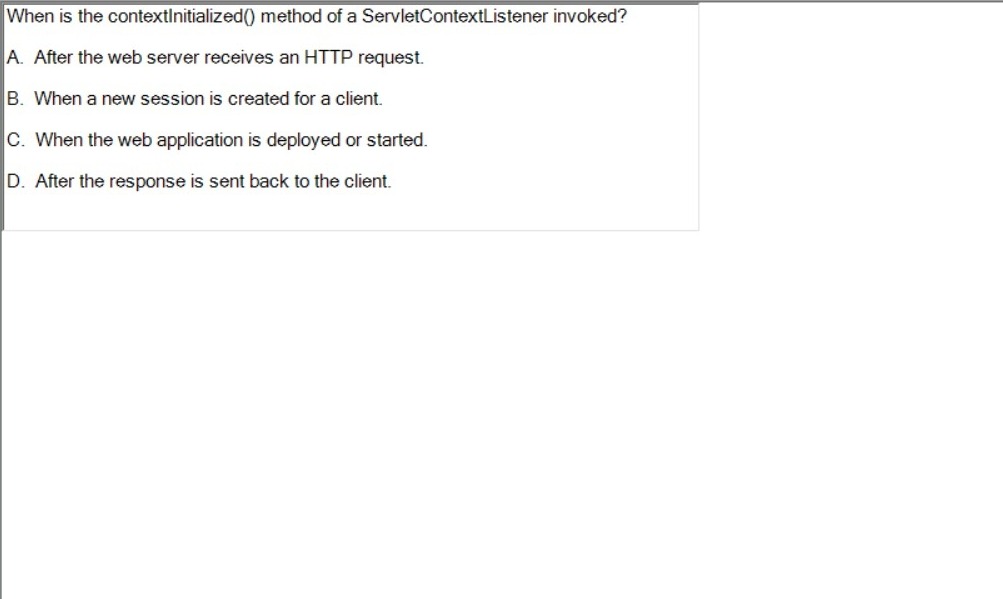 When is the contextInitialized() method of a ServletContextListener invoked?
A. After the web server receives an HTTP request.
B. When a new session is created for a client.
C. When the web application is deployed or started.
D. After the response is sent back to the client.